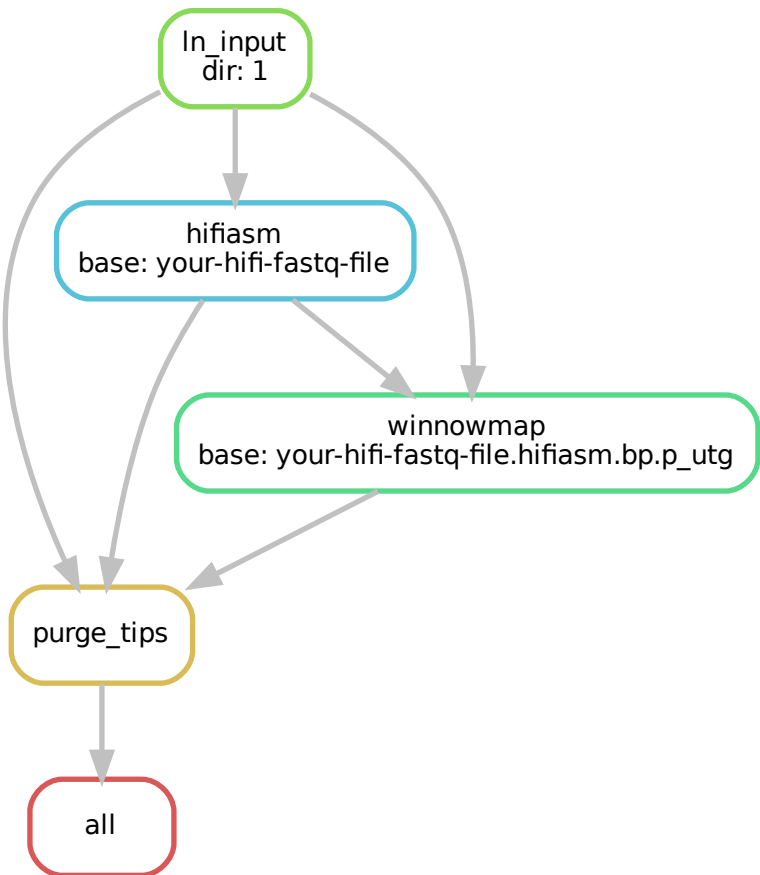 ln_input
dir: 1
hifiasm
base: your-hifi-fastq-file
winnowmap
base: your-hifi-fastq-file.hifiasm.bp.p_utg
purge_tips
all